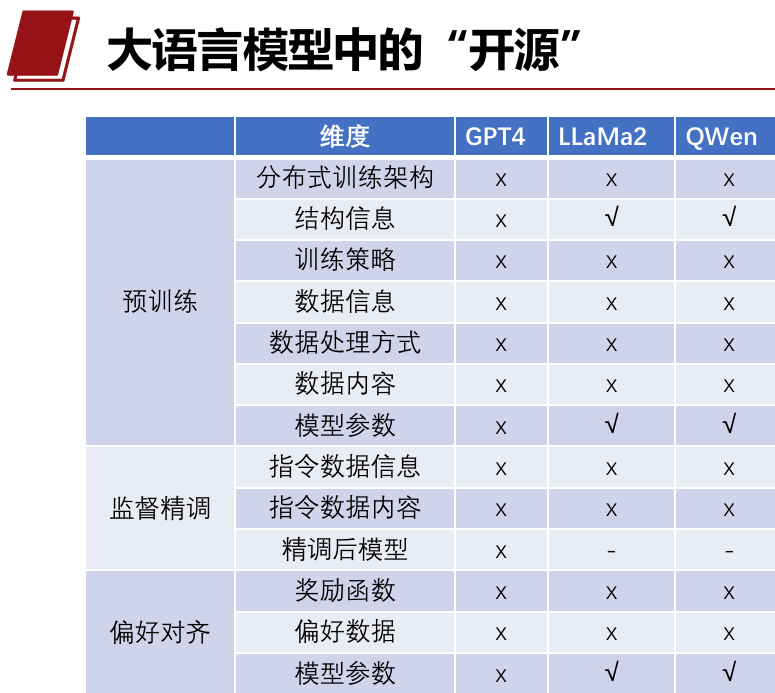 大语言模型中的“开源”
维度 GPT4 LLaMa2 QWen
预训练
分布式训练架构 x x x
结构信息 x √ √
训练策略 x x x
数据信息 x x x
数据处理方式 x x x
数据内容 x x x
模型参数 x √ √
监督精调
指令数据信息 x x x
指令数据内容 x x x
精调后模型 x - -
偏好对齐
奖励函数 x x x
偏好数据 x x x
模型参数 x √ √